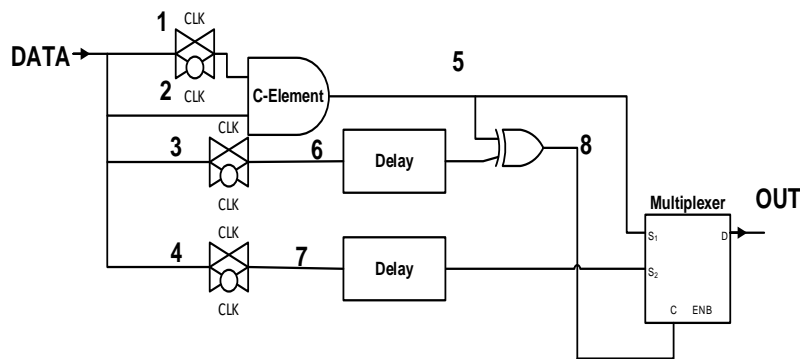 1
CLK
DATA
2
CLK
C-Element
5
3
CLK
6
Delay
8
CLK
Multiplexer
OUT
4
CLK
7
Delay
CLK
S1
D
S2
C ENB